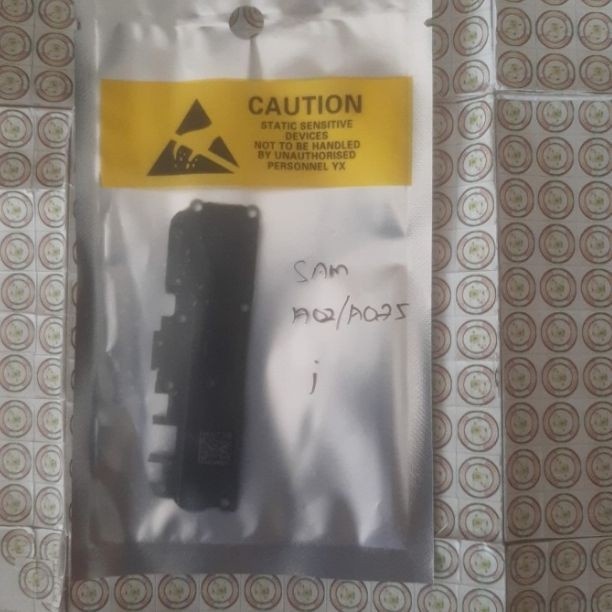 CAUTION
STATIC SENSITIVE
DEVICES
NOT TO BE HANDLED
BY UNAUTHORISED
PERSONNEL YX
SAM
A02/A02S
j